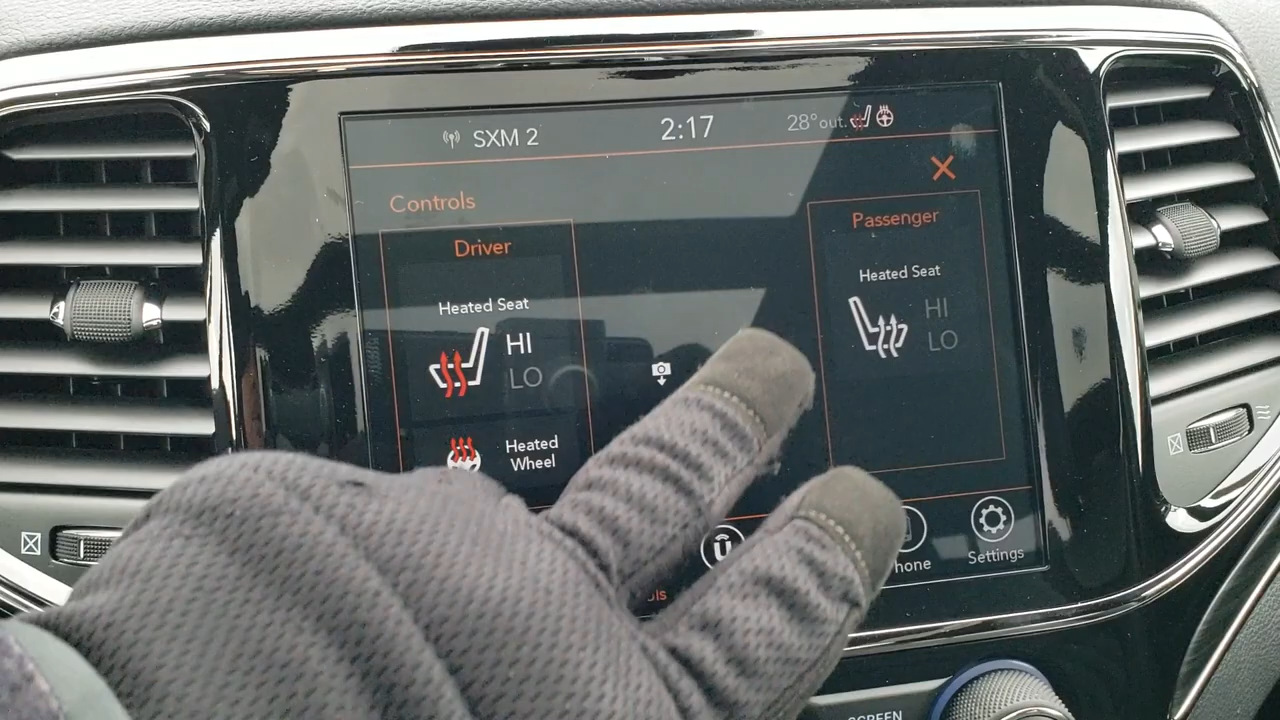 SXM 2
2:17
28°out.
Controls
Driver
Heated Seat
HI
LO
Heated
Wheel
Passenger
Heated Seat
HI
LO
Settings
SCREEN